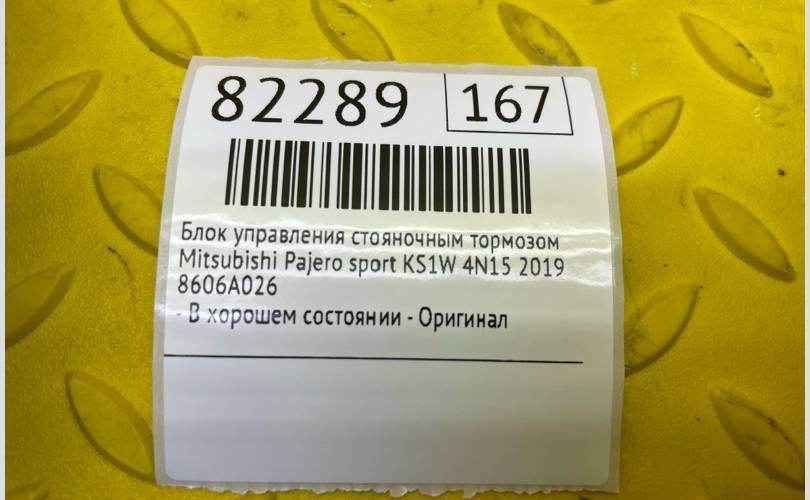 82289 167
Блок управления стояночным тормозом
Mitsubishi Pajero sport KS1W 4N15 2019
8606A026
- В хорошем состоянии - Оригинал